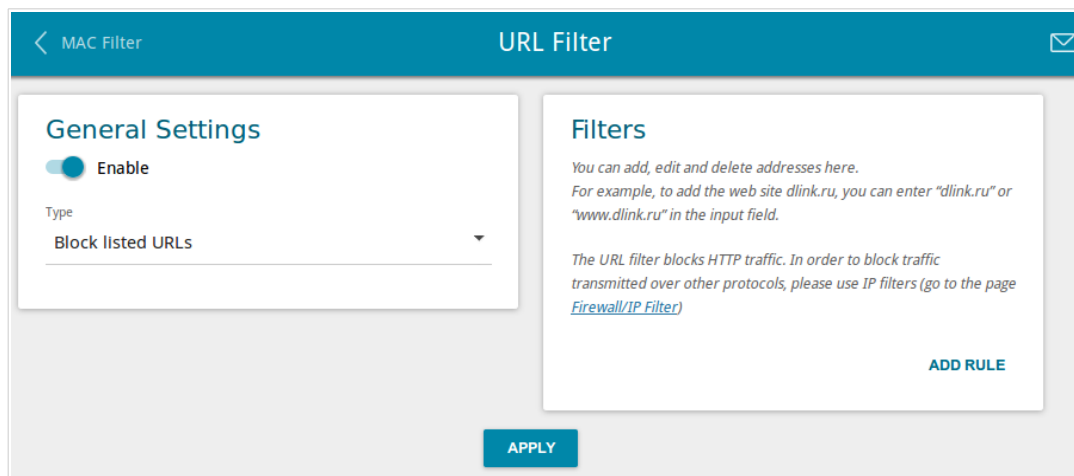 MAC Filter
URL Filter
General Settings
Enable
Type
Block listed URLs
Filters
You can add, edit and delete addresses here.
For example, to add the web site dlink.ru, you can enter “dlink.ru” or
“www.dlink.ru” in the input field.
The URL filter blocks HTTP traffic. In order to block traffic
transmitted over other protocols, please use IP filters (go to the page
Firewall/IP Filter)
ADD RULE
APPLY